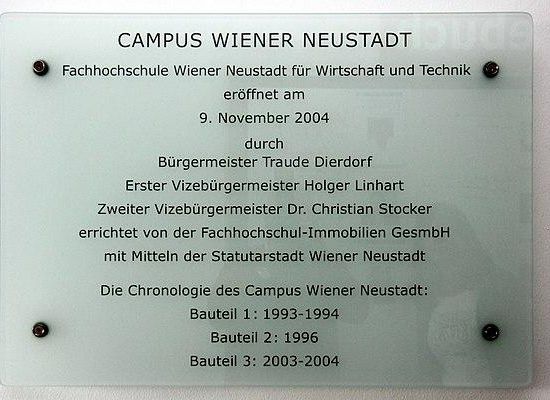 CAMPUS WIENER NEUSTADT
Fachhochschule Wiener Neustadt für Wirtschaft und Technik
eröffnet am
9. November 2004
durch
Bürgermeister Traude Dierdorf
Erster Vizebürgermeister Holger Linhart
Zweiter Vizebürgermeister Dr. Christian Stocker
errichtet von der Fachhochschul-Immobilien GesmbH
mit Mitteln der Statutarstadt Wiener Neustadt
Die Chronologie des Campus Wiener Neustadt:
Bauteil 1: 1993-1994
Bauteil 2: 1996
Bauteil 3: 2003-2004